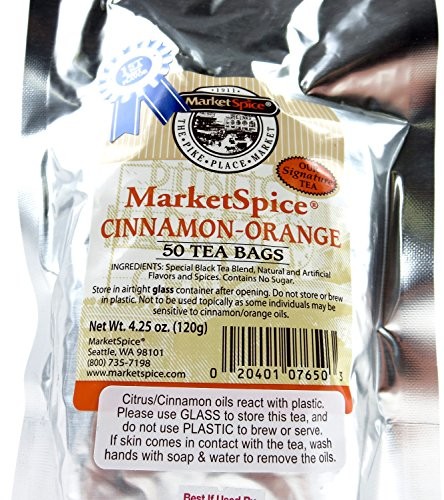 1911
MarketSpice®
THE • PIKE • PLACE • MARKET
Our
Signature
TEA
MarketSpice®
CINNAMON-ORANGE
50 TEA BAGS
INGREDIENTS: Special Black Tea Blend, Natural and Artificial
Flavors and Spices. Contains No Sugar.
Store in airtight glass container after opening. Do not store or brew
in plastic. Not to be used topically as some individuals may be
sensitive to cinnamon/orange oils.
Net Wt. 4.25 oz. (120g)
MarketSpice®
Seattle, WA 98101
(800) 735-7198
www.marketspice.com
0 20401 07650 3
Citrus/Cinnamon oils react with plastic.
Please use GLASS to store this tea, and
do not use PLASTIC to brew or serve.
If skin comes in contact with the tea, wash
hands with soap & water to remove the oils.
Best If Used